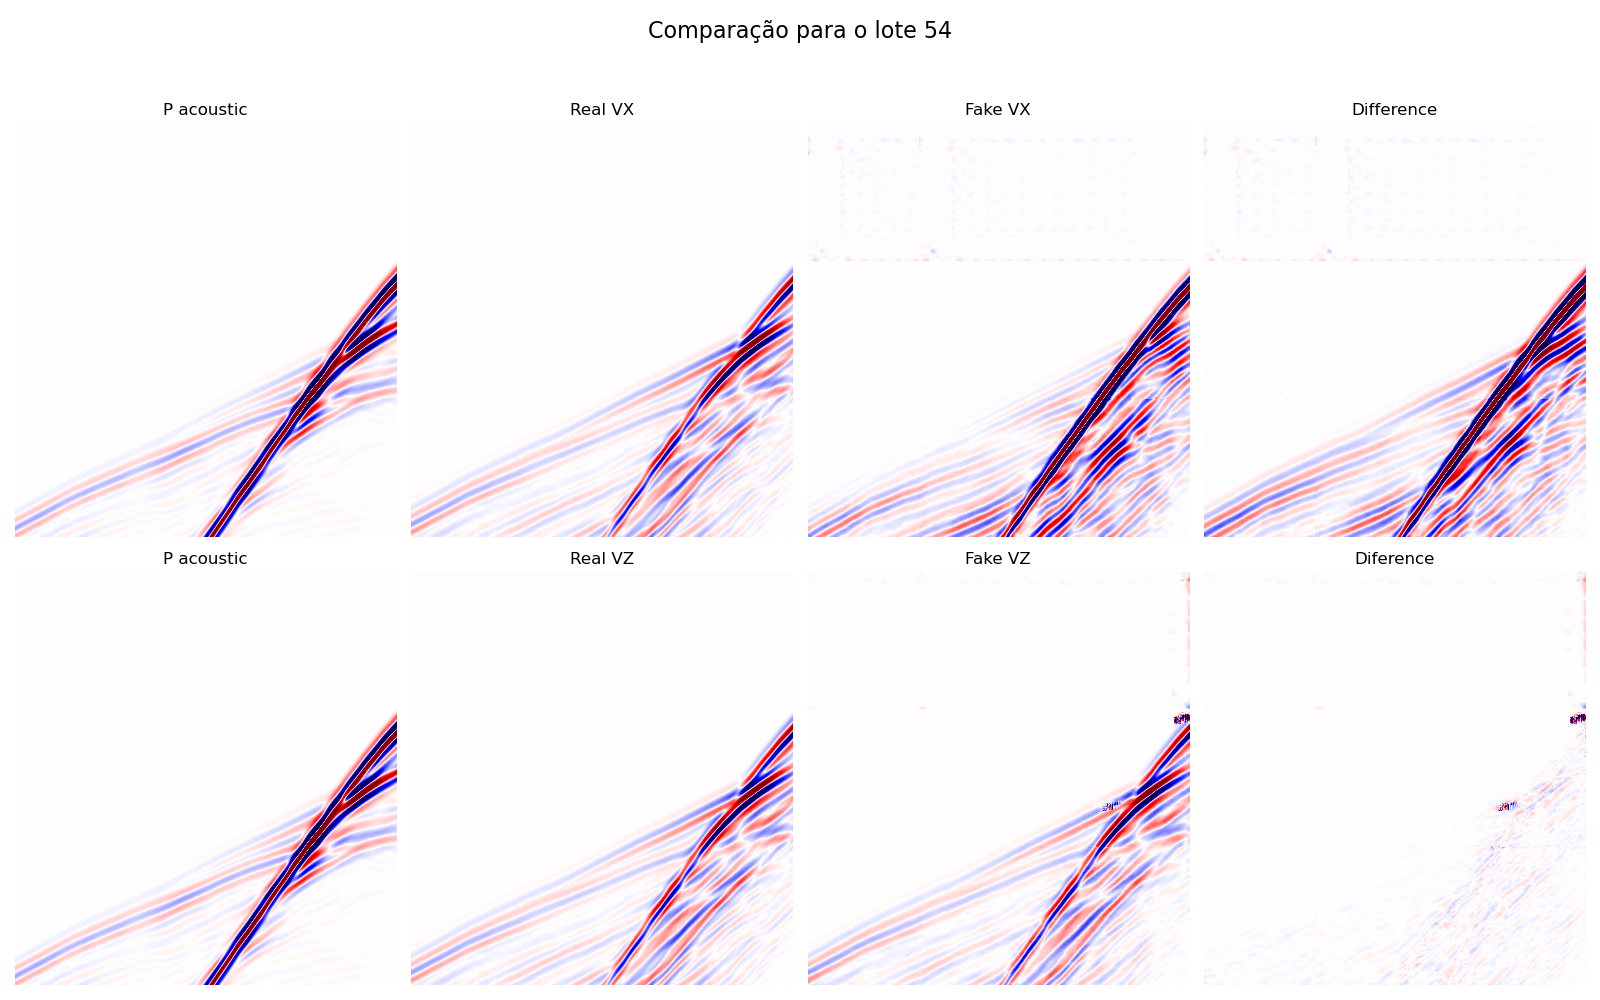 Comparação para o lote 54
P acoustic
Real VX
Fake VX
Difference
P acoustic
Real VZ
Fake VZ
Diference